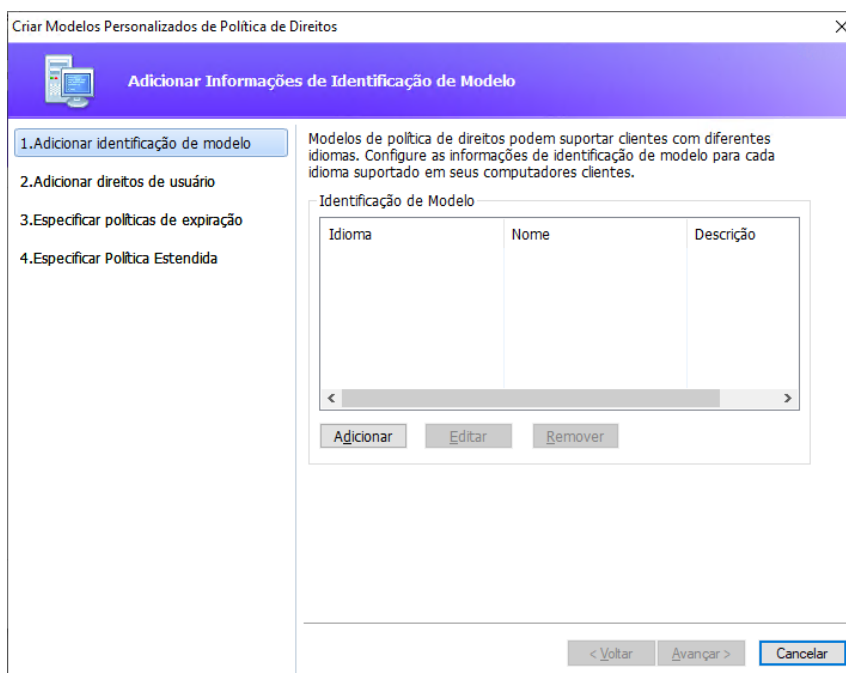 Criar Modelos Personalizados de Política de Direitos
Adicionar Informações de Identificação de Modelo
1.Adicionar identificação de modelo
2.Adicionar direitos de usuário
3.Especificar políticas de expiração
4.Especificar Política Estendida
Modelos de política de direitos podem suportar clientes com diferentes
idiomas. Configure as informações de identificação de modelo para cada
idioma suportado em seus computadores clientes.
Identificação de Modelo
Idioma Nome Descrição
Adicionar Editar Remover
< Voltar Avançar > Cancelar